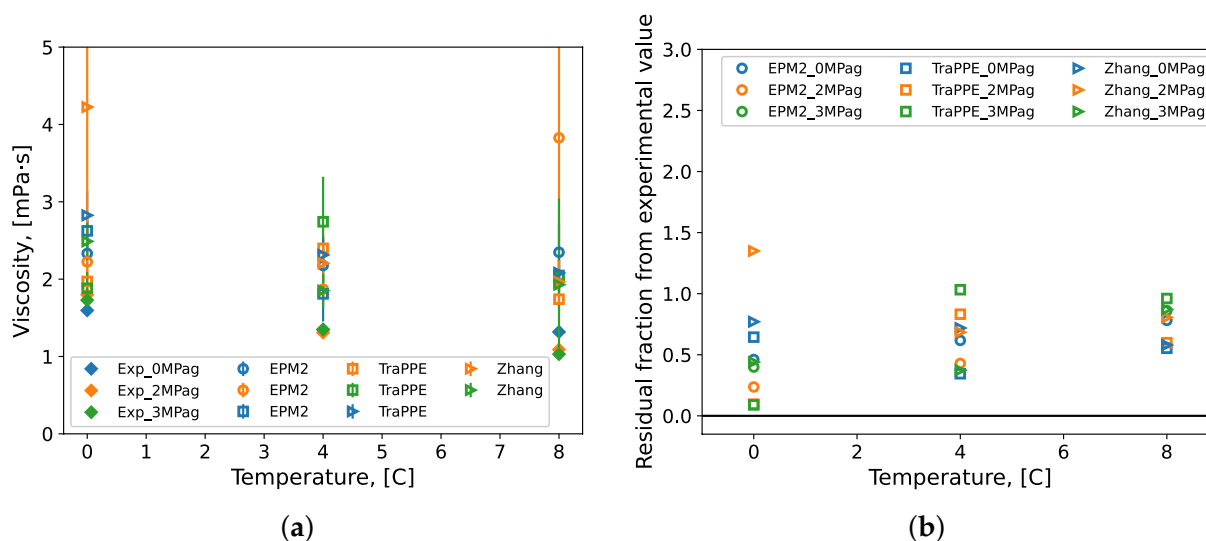 Viscosity, [mPa·s]
5
4
3
2
1
0
Exp_0MPag EPM2 TraPPE Zhang
Exp_2MPag EPM2 TraPPE Zhang
Exp_3MPag EPM2 TraPPE
0 1 2 3 4 5 6 7 8
Temperature, [C]
(a)
Residual fraction from experimental value
3.0
2.5
2.0
1.5
1.0
0.5
0.0
EPM2_0MPag TraPPE_0MPag Zhang_0MPag
EPM2_2MPag TraPPE_2MPag Zhang_2MPag
EPM2_3MPag TraPPE_3MPag Zhang_3MPag
0 2 4 6 8
Temperature, [C]
(b)